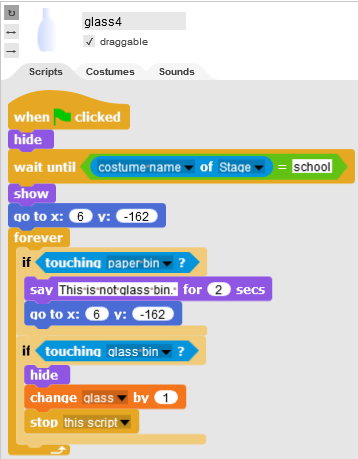 glass4
draggable
Scripts Costumes Sounds
when clicked
hide
wait until costume name of Stage = school
show
go to x: 6 y: -162
forever
if touching paper bin ?
say This is not glass bin. for 2 secs
go to x: 6 y: -162
if touching glass bin ?
hide
change glass by 1
stop this script